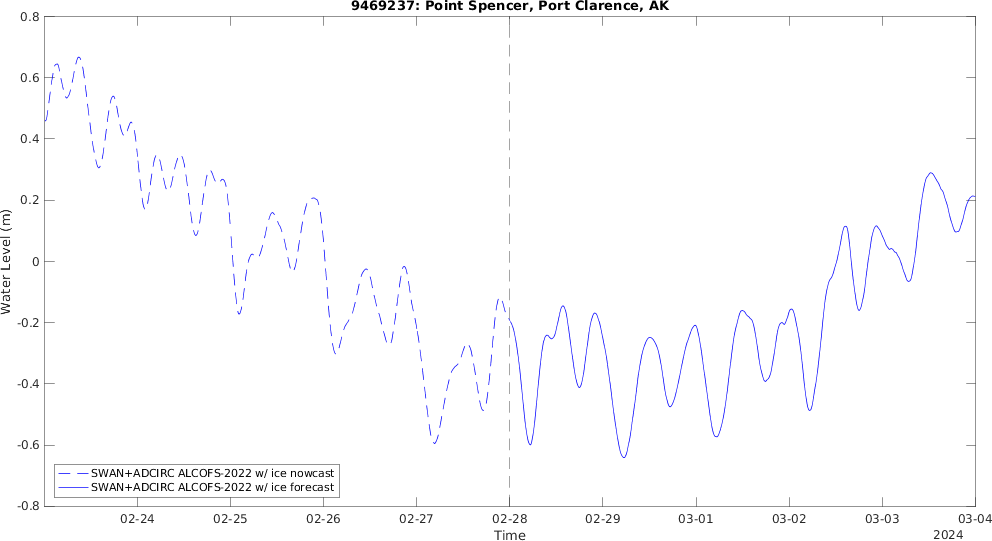 9469237: Point Spencer, Port Clarence, AK
Water Level (m)
0.8
0.6
0.4
0.2
0
-0.2
-0.4
-0.6
-0.8
SWAN+ADCIRC ALCOFS-2022 w/ ice nowcast
SWAN+ADCIRC ALCOFS-2022 w/ ice forecast
02-24 02-25 02-26 02-27 02-28 02-29 03-01 03-02 03-03 03-04
Time
2024